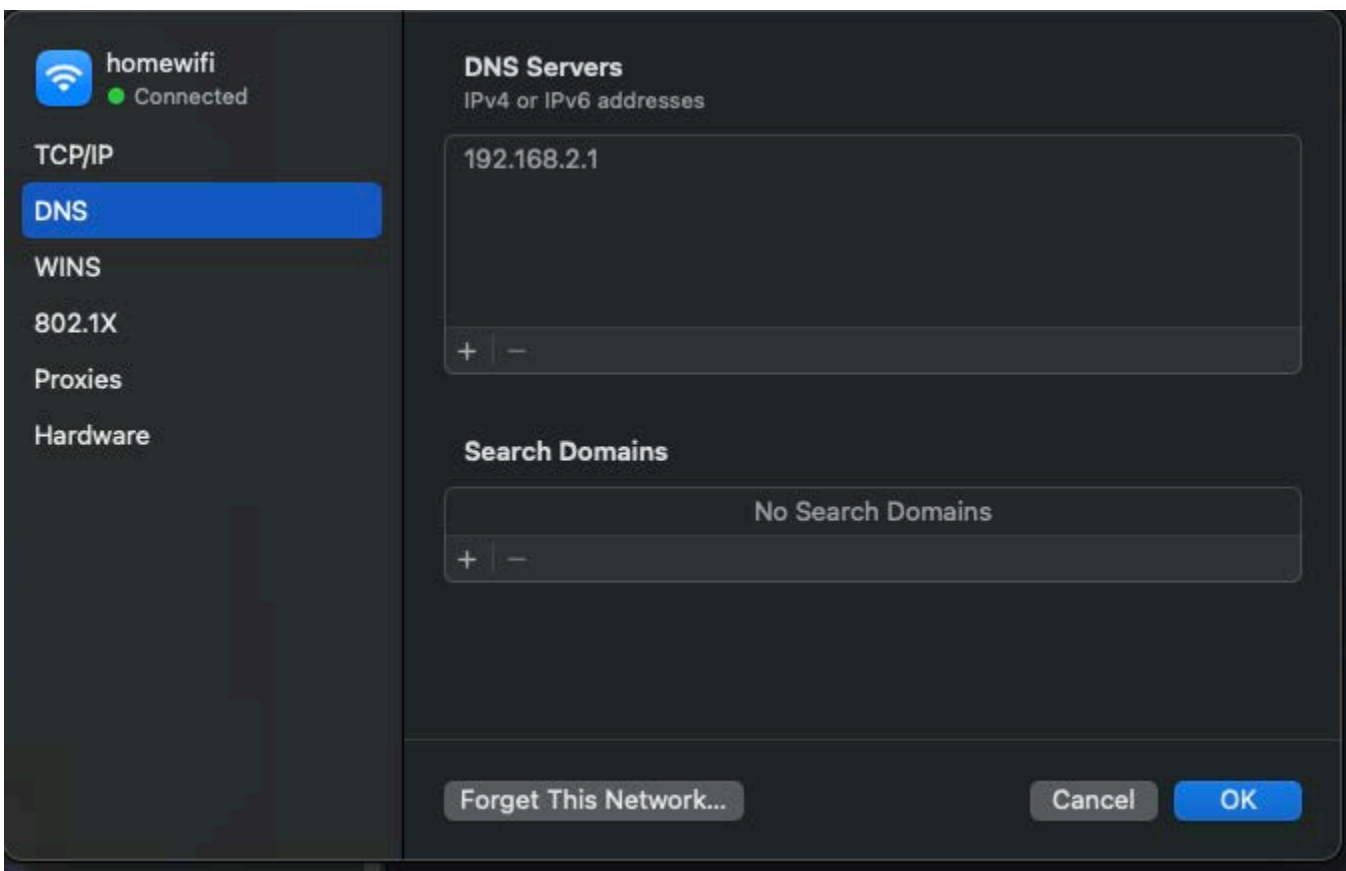 homewifi
Connected
TCP/IP
DNS
WINS
802.1X
Proxies
Hardware
DNS Servers
IPv4 or IPv6 addresses
192.168.2.1
+ −
Search Domains
No Search Domains
+ −
Forget This Network...
Cancel
OK